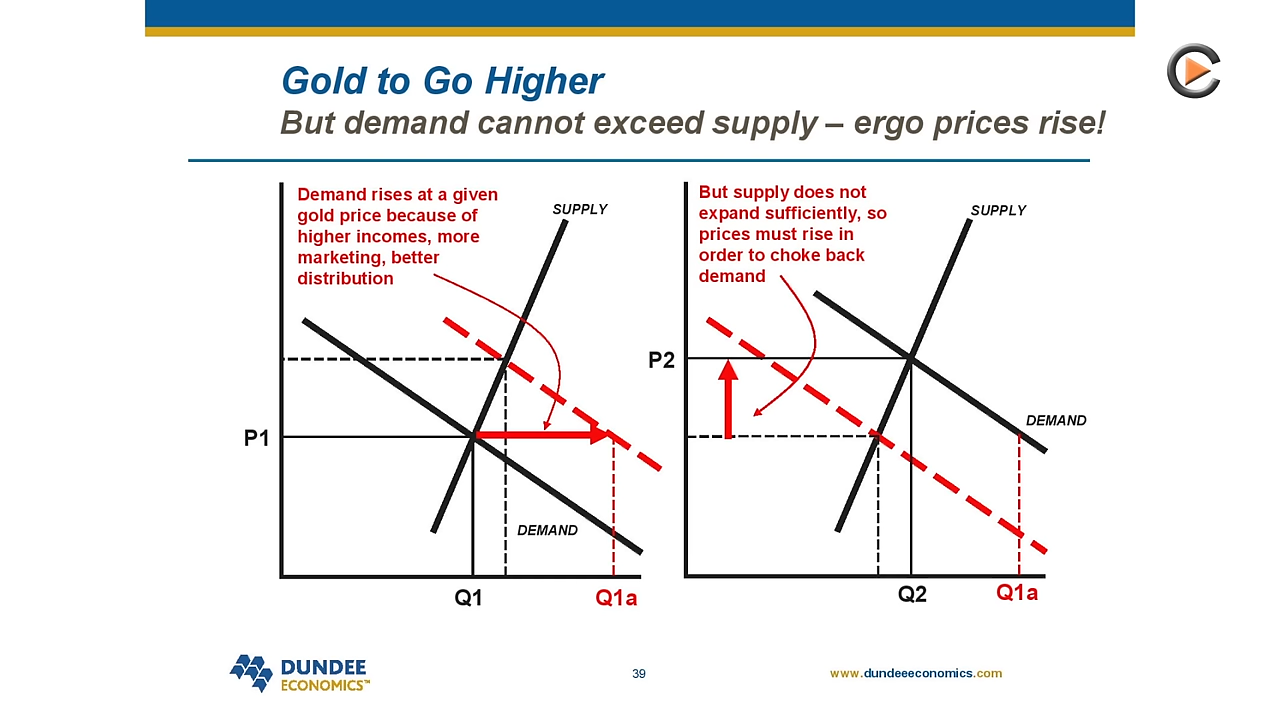 Gold to Go Higher
But demand cannot exceed supply – ergo prices rise!
Demand rises at a given
gold price because of
higher incomes, more
marketing, better
distribution
SUPPLY
P1
DEMAND
Q1
Q1a
But supply does not
expand sufficiently, so
prices must rise in
order to choke back
demand
SUPPLY
P2
DEMAND
Q2
Q1a
DUNDEE
ECONOMICS™
39
www.dundeeeconomics.com